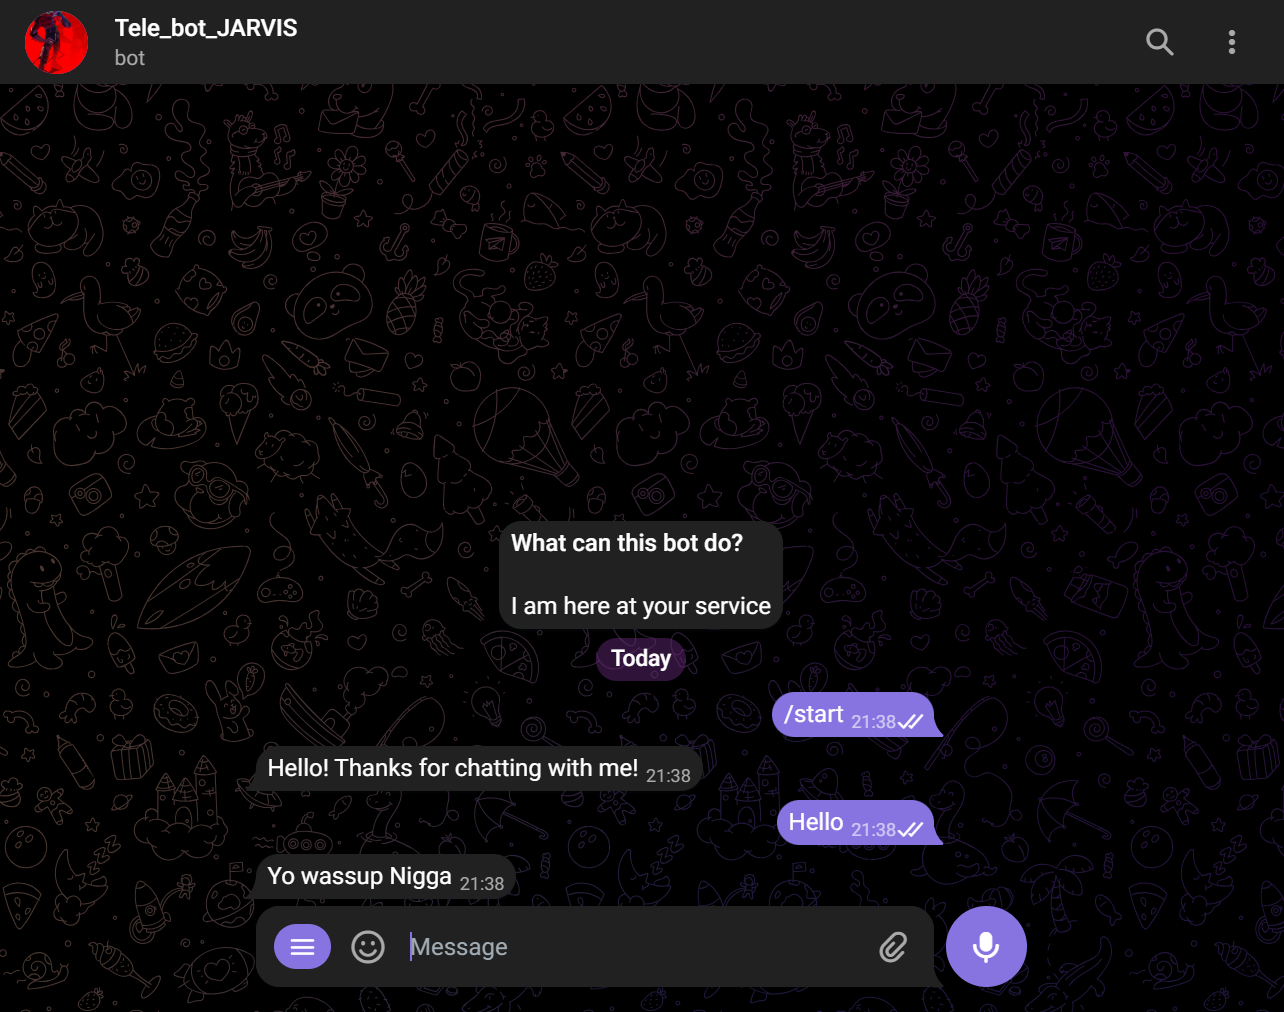 Tele_bot_JARVIS
bot
What can this bot do?
I am here at your service
Today
/start 21:38
Hello! Thanks for chatting with me! 21:38
Hello 21:38
Yo wassup Nigga 21:38
Message